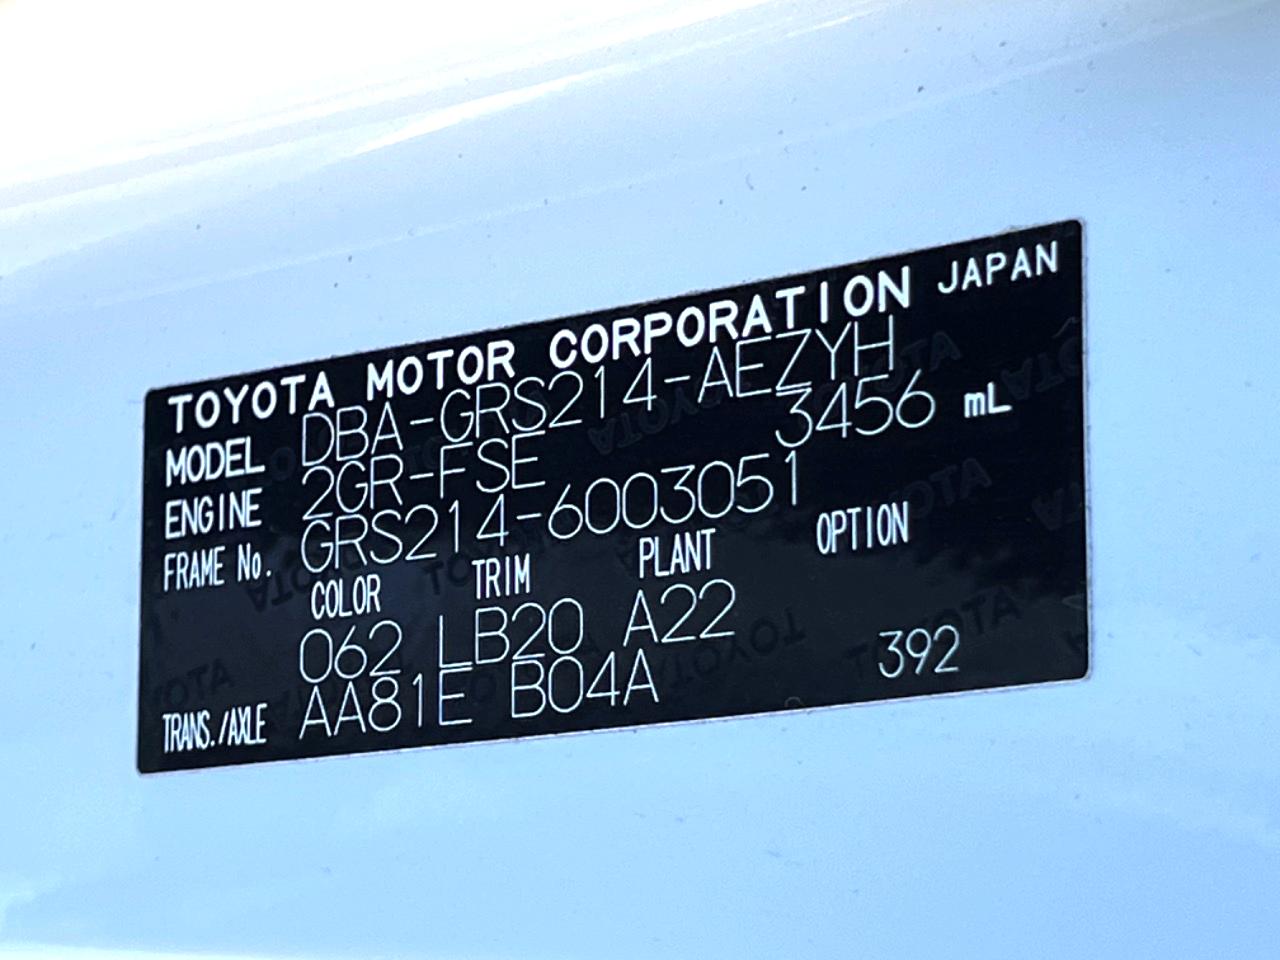 TOYOTA MOTOR CORPORATION JAPAN
MODEL DBA-GRS214-AEZYH
ENGINE 2GR-FSE 3456 mL
FRAME No. GRS214-6003051
COLOR TRIM PLANT OPTION
062 LB20 A22
TRANS./AXLE AA81E B04A 392